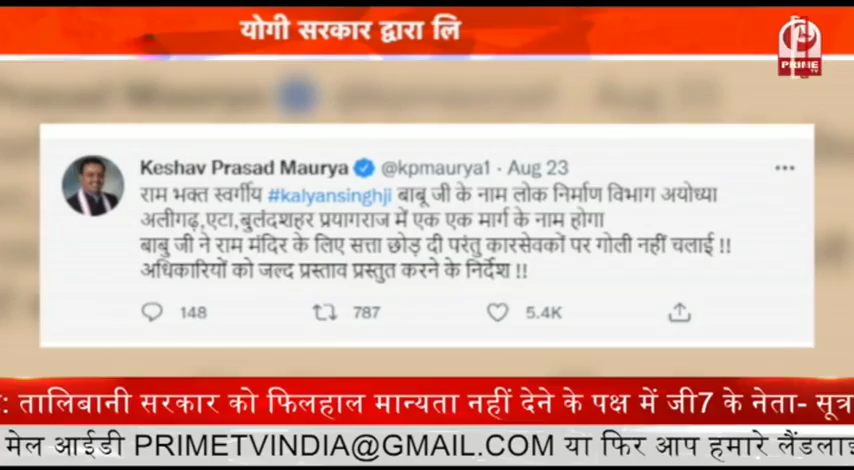 योगी सरकार द्वारा लि
PRIME
TV
Keshav Prasad Maurya @kpmaurya1 · Aug 23
राम भक्त स्वर्गीय #kalyansinghji बाबू जी के नाम लोक निर्माण विभाग अयोध्या
अलीगढ़,एटा,बुलंदशहर प्रयागराज में एक एक मार्ग के नाम होगा
बाबु जी ने राम मंदिर के लिए सत्ता छोड़ दी परंतु कारसेवकों पर गोली नहीं चलाई !!
अधिकारियों को जल्द प्रस्ताव प्रस्तुत करने के निर्देश !!
148 787 5.4K
: तालिबानी सरकार को फिलहाल मान्यता नहीं देने के पक्ष में जी7 के नेता- सूत्र
मेल आईडी PRIMETVINDIA@GMAIL.COM या फिर आप हमारे लैंडलाइ